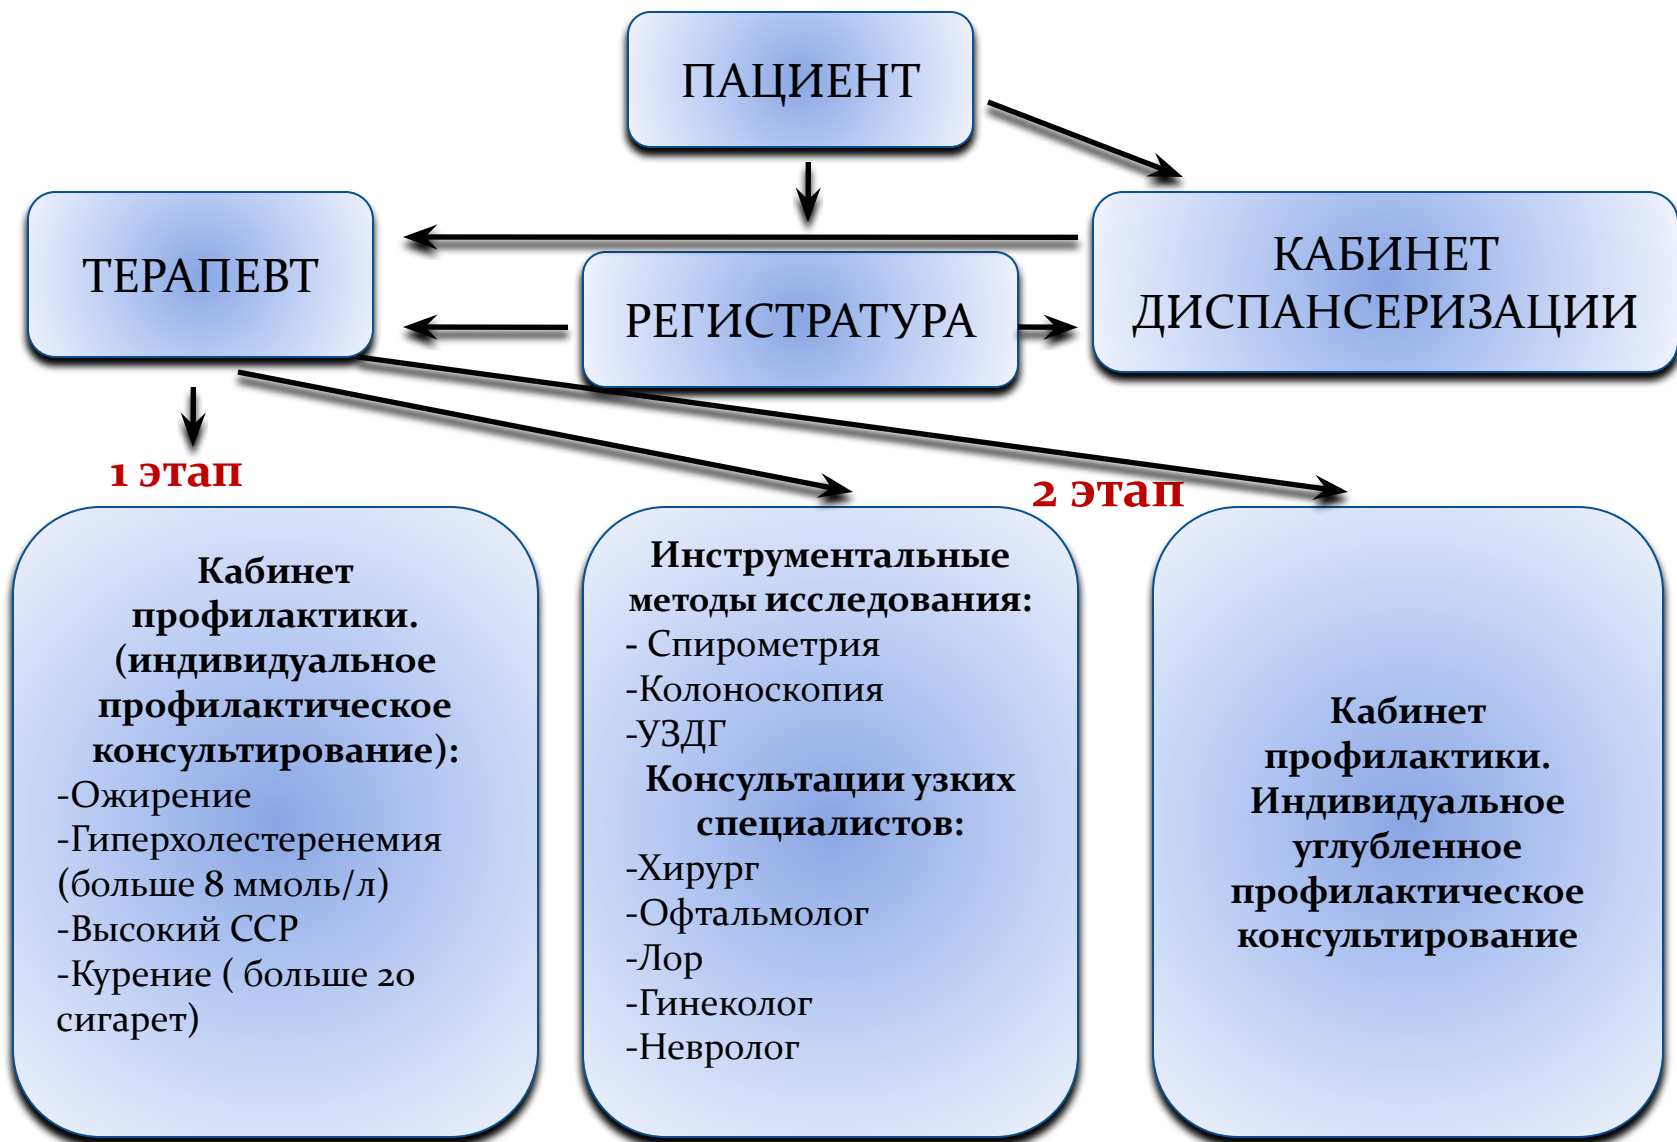 ПАЦИЕНТ
ТЕРАПЕВТ
РЕГИСТРАТУРА
КАБИНЕТ
ДИСПАНСЕРИЗАЦИИ
1 этап
2 этап
Кабинет
профилактики.
(индивидуальное
профилактическое
консультирование):
-Ожирение
-Гиперхолестеренемия
(больше 8 ммоль/л)
-Высокий ССР
-Курение ( больше 20
сигарет)
Инструментальные
методы исследования:
- Спирометрия
-Колоноскопия
-УЗДГ
Консультации узких
специалистов:
-Хирург
-Офтальмолог
-Лор
-Гинеколог
-Невролог
Кабинет
профилактики.
Индивидуальное
углубленное
профилактическое
консультирование